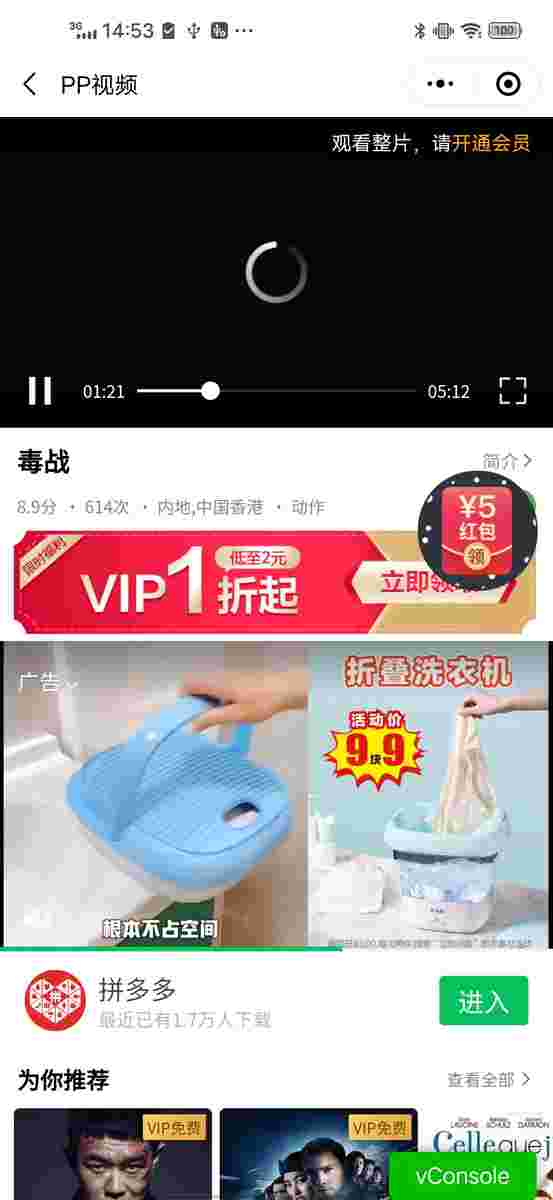 3G 14:53 100
PP视频
观看整片，请开通会员
01:21 05:12
毒战 简介
8.9分 · 614次 · 内地,中国香港 · 动作
¥5
红包
领
限时福利
低至2元
VIP1折起
立即领
广告
折叠洗衣机
活动价
9块9
根本不占空间
拼多多
最近已有1.7万人下载
进入
为你推荐 查看全部
VIP免费 VIP免费
Cellequej
vConsole